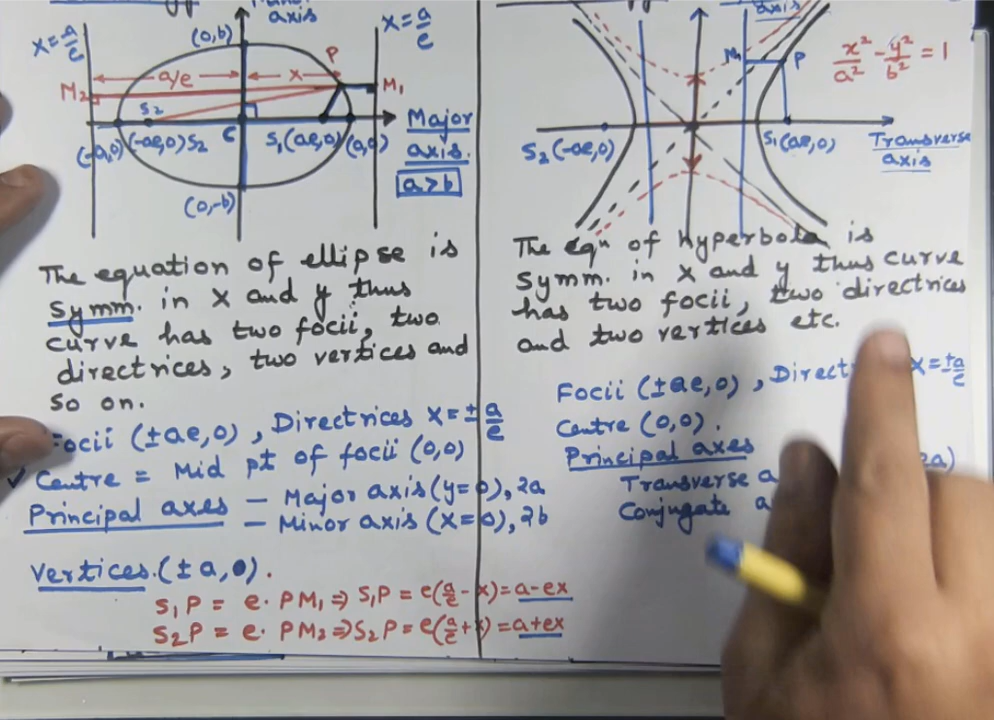 axis
x=-a/e
(0,b)
x=a/e
P
a/e
x
M2
M1
S2
C
(-a,0)
(-ae,0)S2
S1(ae,0)
(a,0)
Major
axis.
a>b
(0,-b)
The equation of ellipse is
symm. in x and y thus
curve has two focii, two
directrices, two vertices and
so on.
Focii (±ae,0), Directrices x=±a/e
✓ Centre = Mid pt of focii (0,0)
Principal axes - Major axis (y=0), 2a
- Minor axis (x=0), 2b
Vertices. (±a,0).
S1P = e. PM1 ⇒ S1P = e(a/e - x) = a-ex
S2P = e. PM2 ⇒ S2P = e(a/e + x) = a+ex
axis
M1
P
x²/a² - y²/b² = 1
S2(-ae,0)
S1(ae,0)
Transverse
axis
The eqn of hyperbola is
symm. in x and y thus curve
has two focii, two directrices
and two vertices etc.
Focii (±ae,0), Direct x=±a/e
Centre (0,0).
Principal axes
Transverse a 2a)
Conjugate a